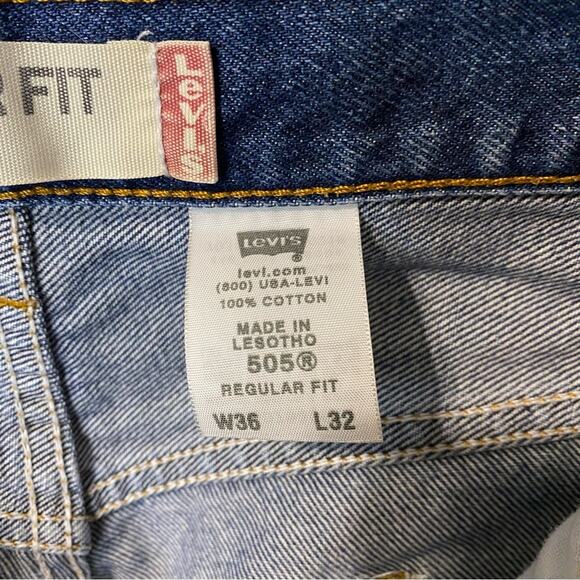 R FIT
Levi's
Levi's
®
levi.com
(800) USA-LEVI
100% COTTON
MADE IN
LESOTHO
505®
REGULAR FIT
W36 L32